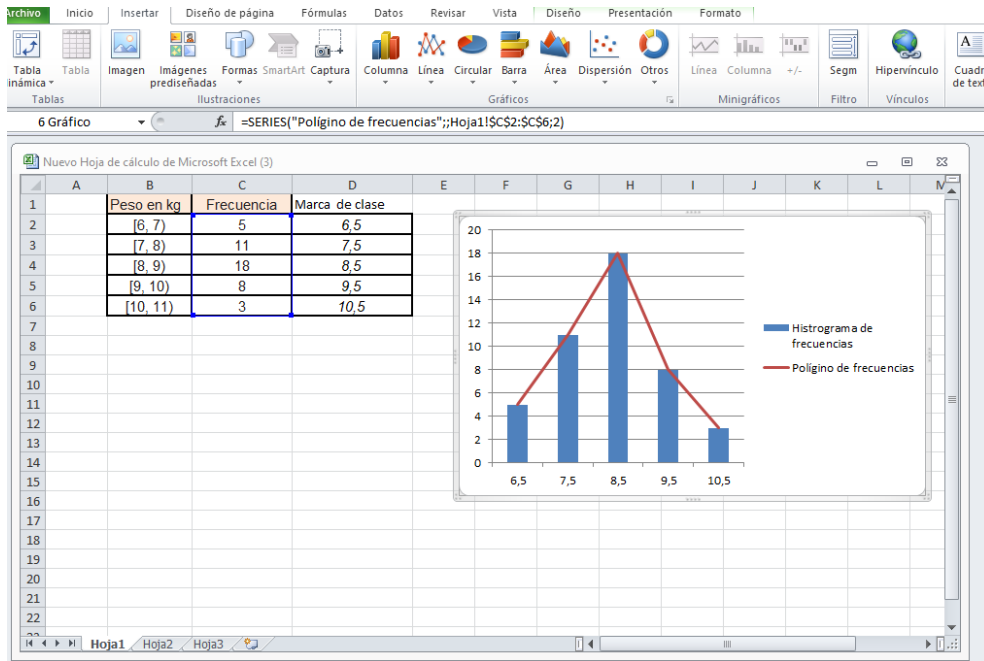 Archivo Inicio Insertar Diseño de página Fórmulas Datos Revisar Vista Diseño Presentación Formato
Tabla dinámica Tabla Imagen Imágenes prediseñadas Formas SmartArt Captura Columna Línea Circular Barra Área Dispersión Otros Línea Columna +/- Segm Hipervínculo
Tablas Ilustraciones Gráficos Minigráficos Filtro Vínculos
6 Gráfico fx =SERIES("Polígino de frecuencias";;Hoja1!$C$2:$C$6;2)
Nuevo Hoja de cálculo de Microsoft Excel (3)
A B C D E F G H I J K L M
1 Peso en kg Frecuencia Marca de clase
2 [6, 7) 5 6,5
3 [7, 8) 11 7,5
4 [8, 9) 18 8,5
5 [9, 10) 8 9,5
6 [10, 11) 3 10,5
7
8
9
10
11
12
13
14
15
16
17
18
19
20
21
22
23
20
18
16
14
12
10
8
6
4
2
0
6,5 7,5 8,5 9,5 10,5
Histrograma de
frecuencias
Polígino de frecuencias
Hoja1 Hoja2 Hoja3